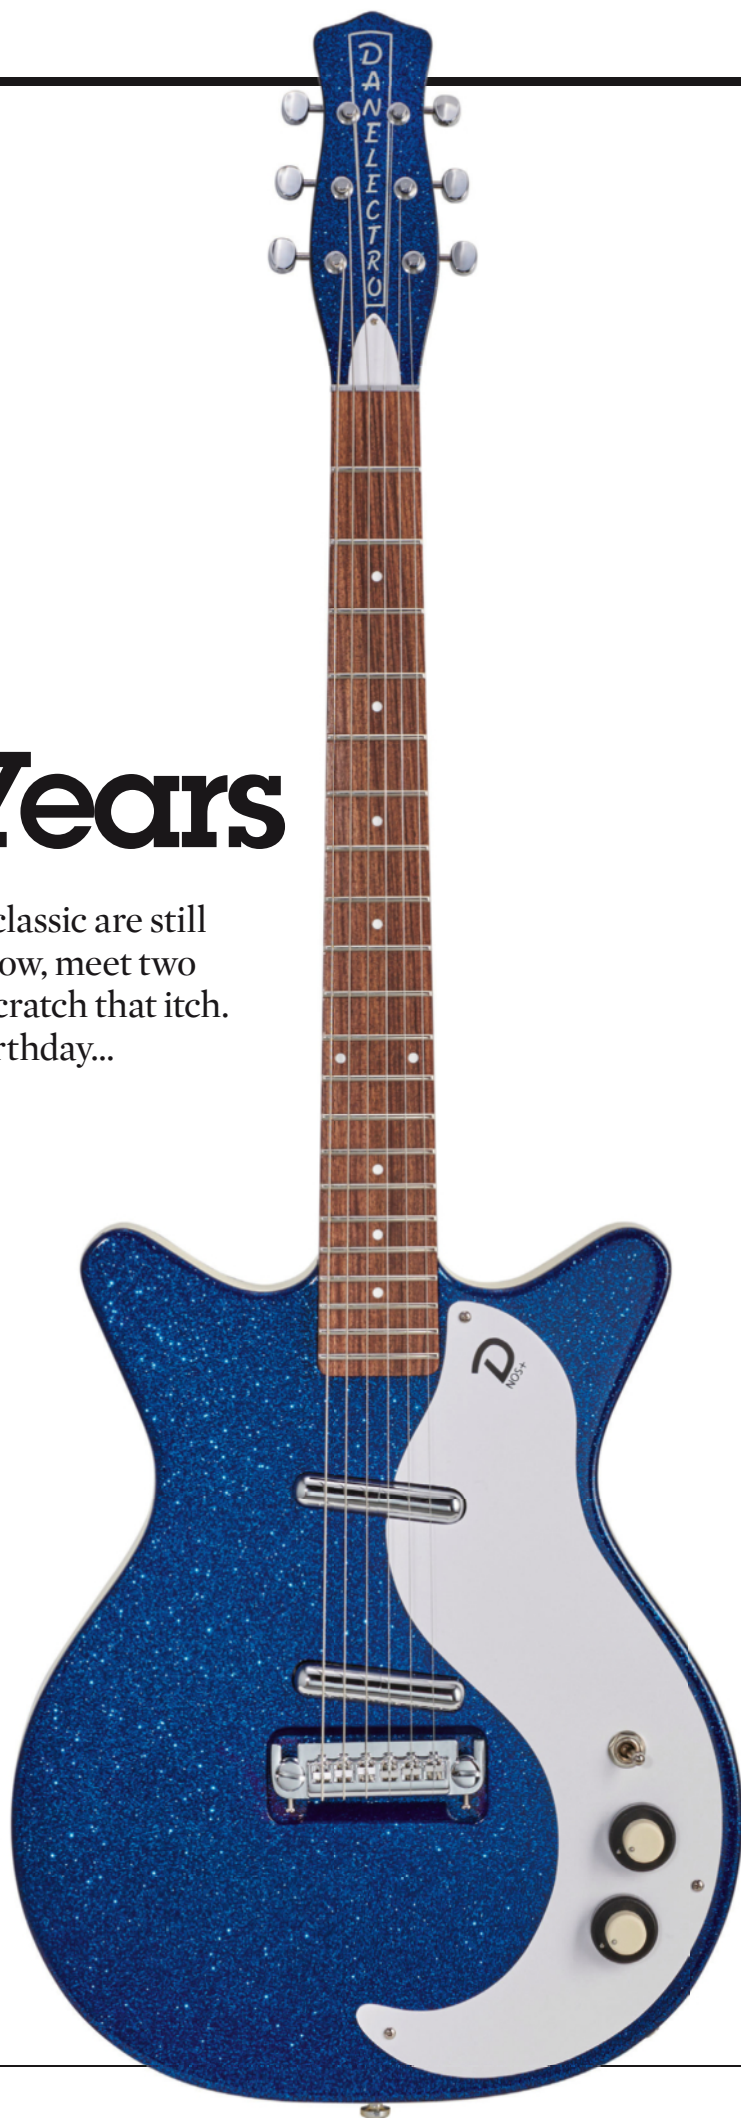 DANELECTRO
Years
classic are still
ow, meet two
cratch that itch.
rthday...
D
NOS+